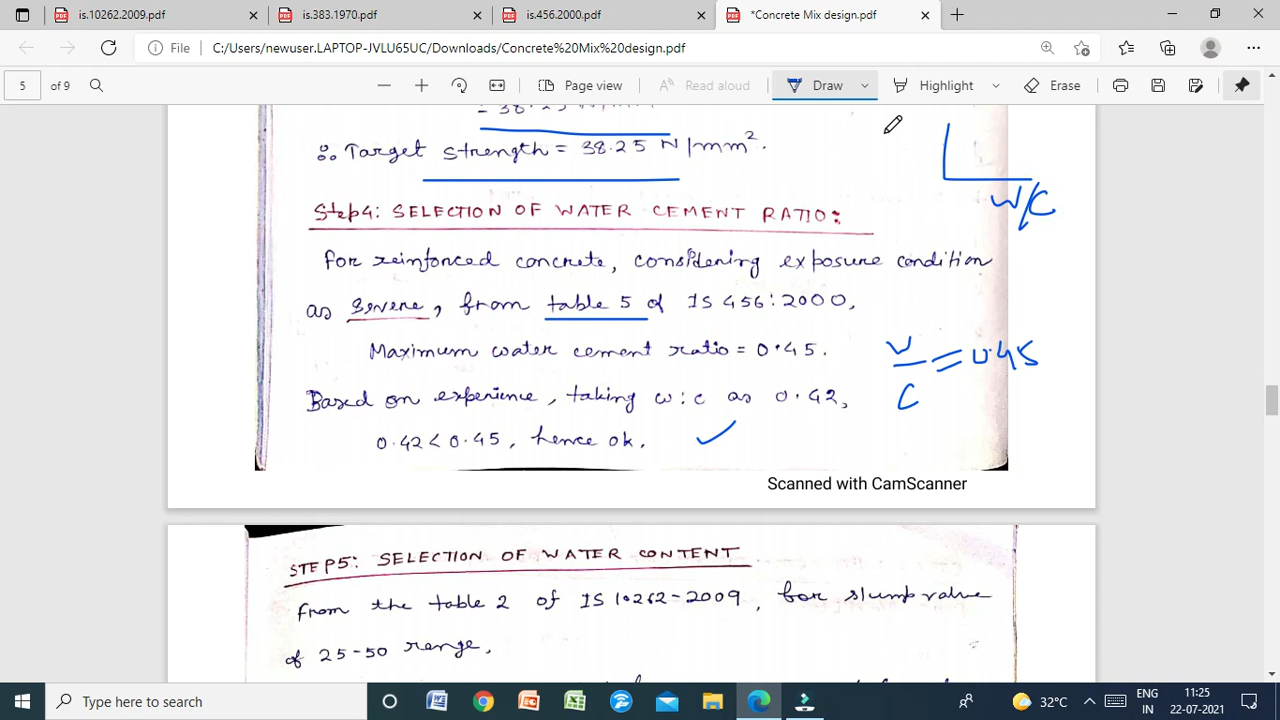 is.10262.2009.pdf
is.383.1970.pdf
is.456.2000.pdf
*Concrete Mix design.pdf
File
C:/Users/newuser.LAPTOP-JVLU65UC/Downloads/Concrete%20Mix%20design.pdf
5 of 9
Page view
Read aloud
Draw
Highlight
Erase
= 38.25 N/mm²
∴ Target strength = 38.25 N/mm².
W/C
Step4: SELECTION OF WATER CEMENT RATIO:
For reinforced concrete, considering exposure condition
as severe, from table 5 of IS 456:2000,
Maximum water cement ratio = 0.45.
W/C = 0.45
Based on experience, taking w:c as 0.42,
0.42 < 0.45, hence ok.
Scanned with CamScanner
STEP5: SELECTION OF WATER CONTENT
From the table 2 of IS 10262-2009, for slump value
of 25-50 range,
Type here to search
32°C
ENG
IN
11:25
22-07-2021